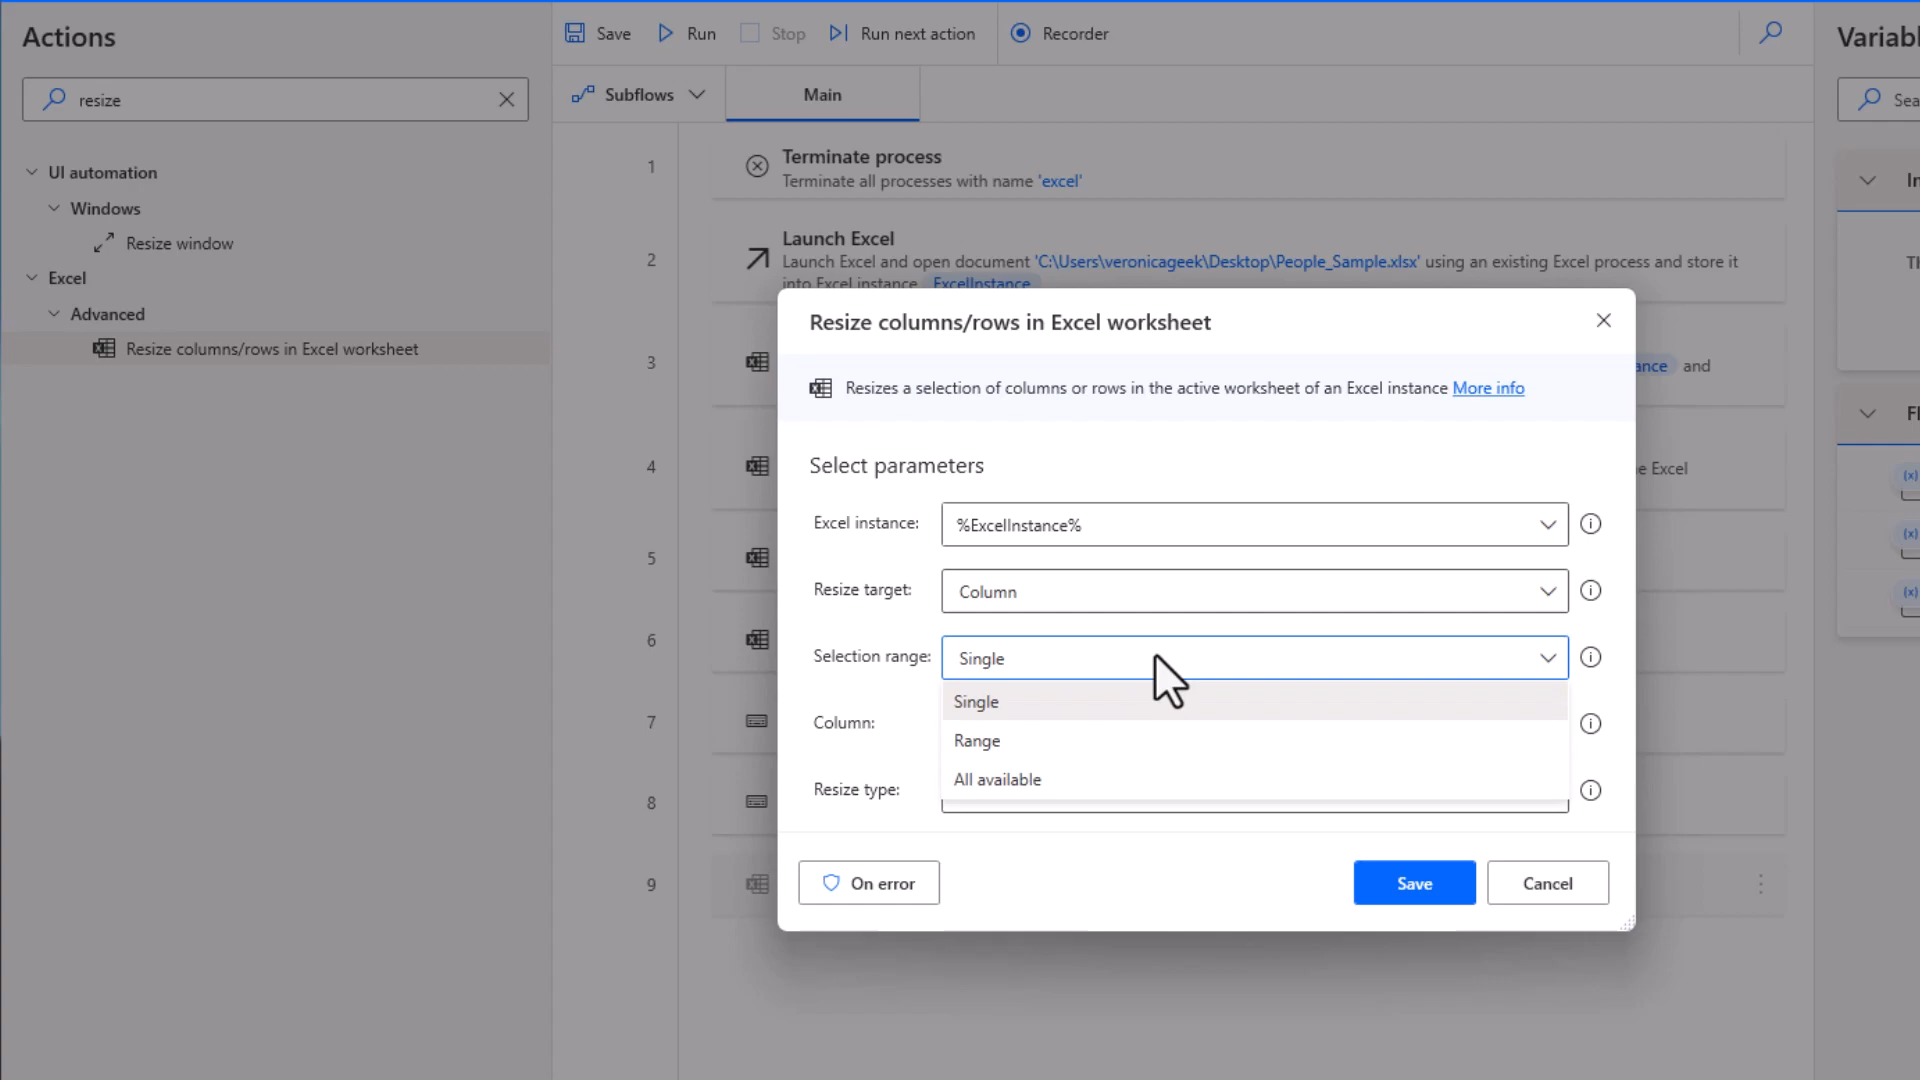 Actions
resize
UI automation
Windows
Resize window
Excel
Advanced
Resize columns/rows in Excel worksheet
Save
Run
Stop
Run next action
Recorder
Subflows
Main
1
Terminate process
Terminate all processes with name 'excel'
2
Launch Excel
Launch Excel and open document 'C:\Users\veronicageek\Desktop\People_Sample.xlsx' using an existing Excel process and store it
into Excel instance ExcelInstance
3
and
4
Excel
5
6
7
8
9
Resize columns/rows in Excel worksheet
Resizes a selection of columns or rows in the active worksheet of an Excel instance More info
Select parameters
Excel instance:
%ExcelInstance%
Resize target:
Column
Selection range:
Single
Single
Range
All available
Column:
Resize type:
On error
Save
Cancel
(x)
(x)
(x)